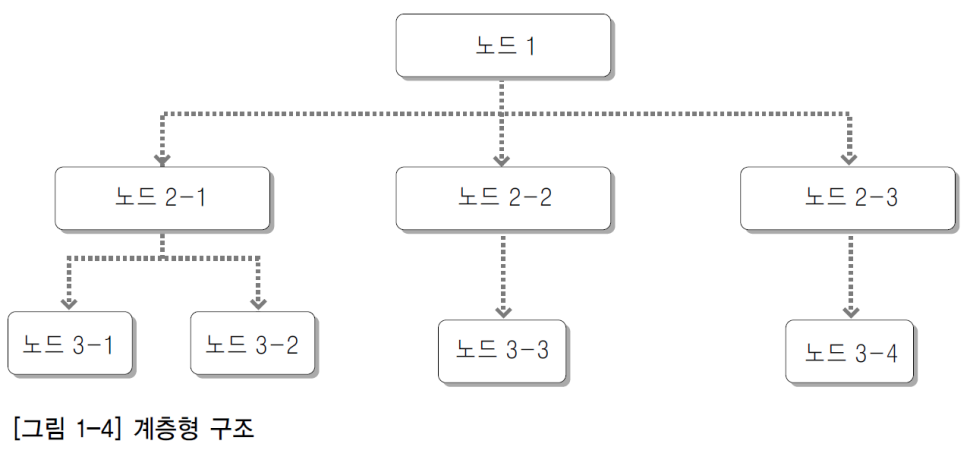 노드 1
노드 2-1
노드 2-2
노드 2-3
노드 3-1
노드 3-2
노드 3-3
노드 3-4
[그림 1-4] 계층형 구조